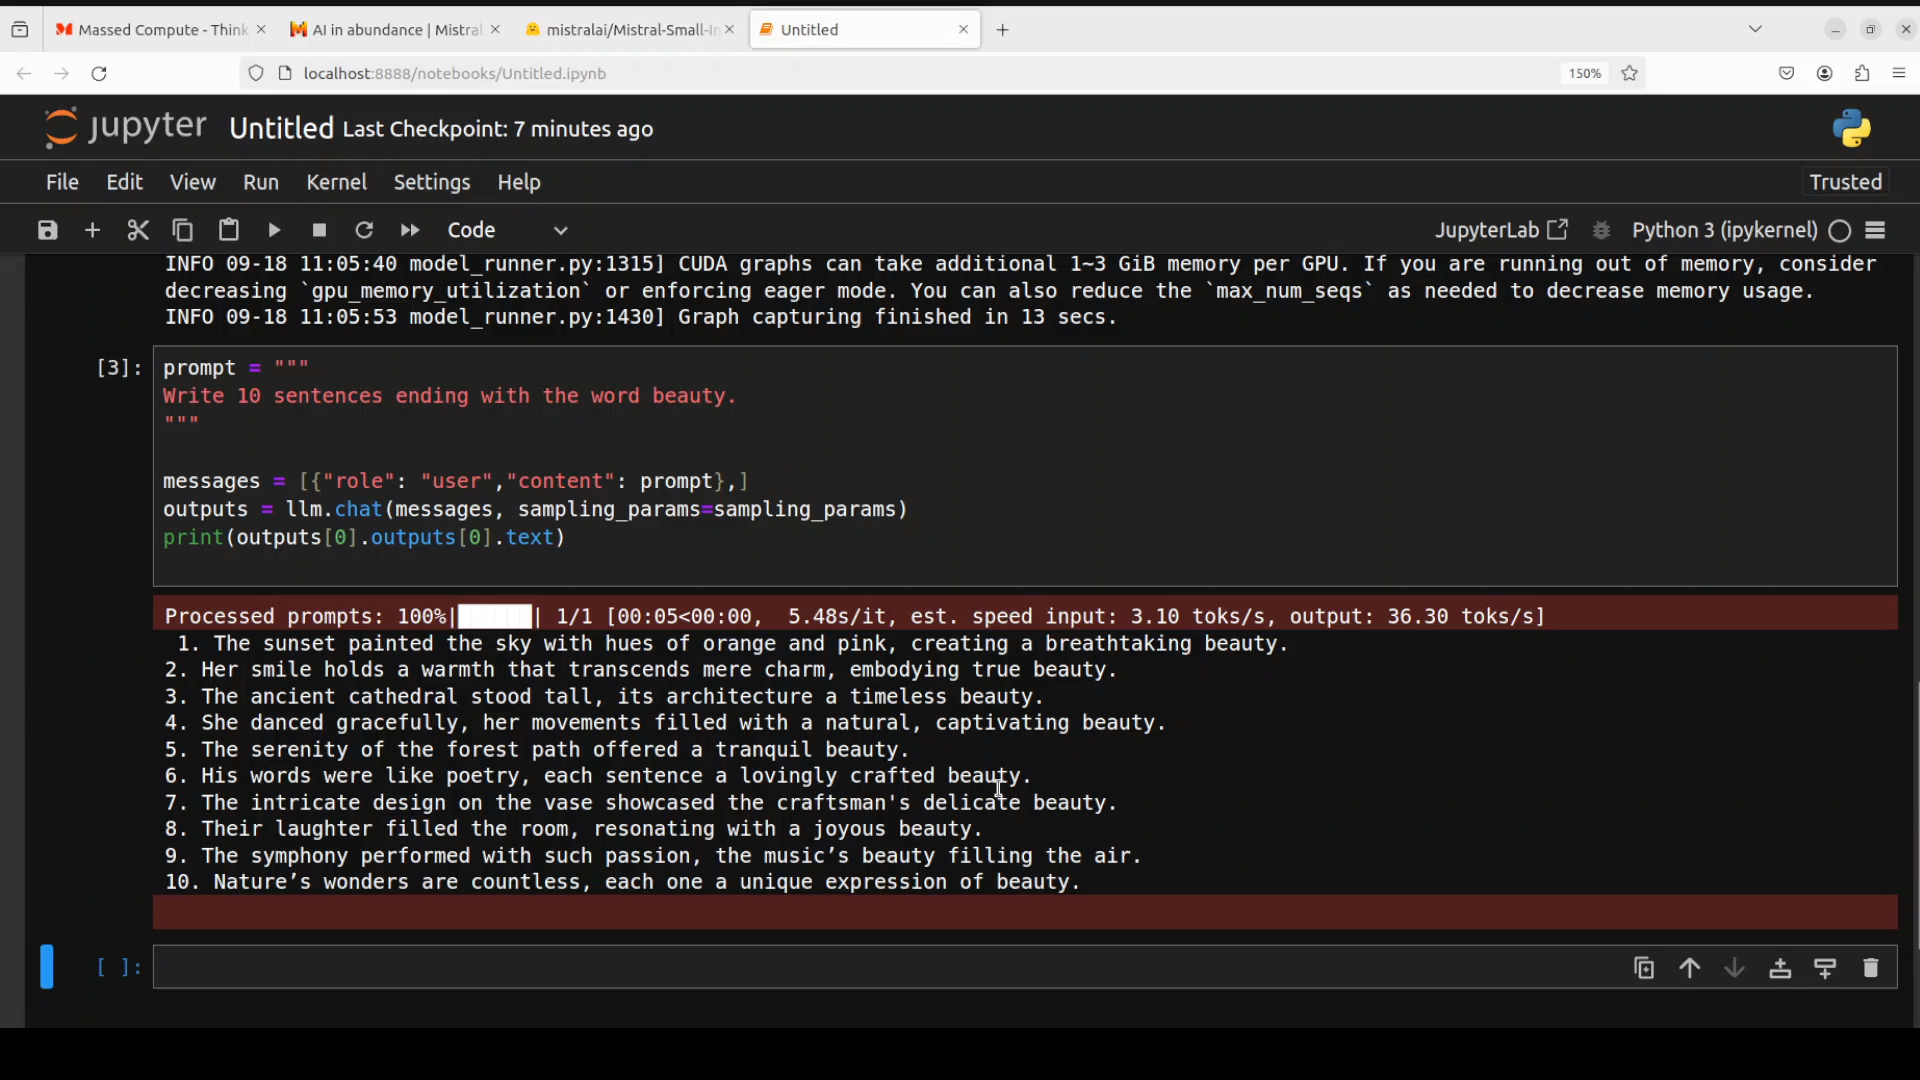 Massed Compute - Think
AI in abundance | Mistral
mistralai/Mistral-Small-In
Untitled
localhost:8888/notebooks/Untitled.ipynb
150%
jupyter Untitled Last Checkpoint: 7 minutes ago
File Edit View Run Kernel Settings Help Trusted
Code JupyterLab Python 3 (ipykernel)
INFO 09-18 11:05:40 model_runner.py:1315] CUDA graphs can take additional 1~3 GiB memory per GPU. If you are running out of memory, consider
decreasing `gpu_memory_utilization` or enforcing eager mode. You can also reduce the `max_num_seqs` as needed to decrease memory usage.
INFO 09-18 11:05:53 model_runner.py:1430] Graph capturing finished in 13 secs.
[3]: prompt = """
Write 10 sentences ending with the word beauty.
"""
messages = [{"role": "user","content": prompt},]
outputs = llm.chat(messages, sampling_params=sampling_params)
print(outputs[0].outputs[0].text)
Processed prompts: 100%|██████| 1/1 [00:05<00:00,  5.48s/it, est. speed input: 3.10 toks/s, output: 36.30 toks/s]
1. The sunset painted the sky with hues of orange and pink, creating a breathtaking beauty.
2. Her smile holds a warmth that transcends mere charm, embodying true beauty.
3. The ancient cathedral stood tall, its architecture a timeless beauty.
4. She danced gracefully, her movements filled with a natural, captivating beauty.
5. The serenity of the forest path offered a tranquil beauty.
6. His words were like poetry, each sentence a lovingly crafted beauty.
7. The intricate design on the vase showcased the craftsman's delicate beauty.
8. Their laughter filled the room, resonating with a joyous beauty.
9. The symphony performed with such passion, the music’s beauty filling the air.
10. Nature’s wonders are countless, each one a unique expression of beauty.
[ ]: